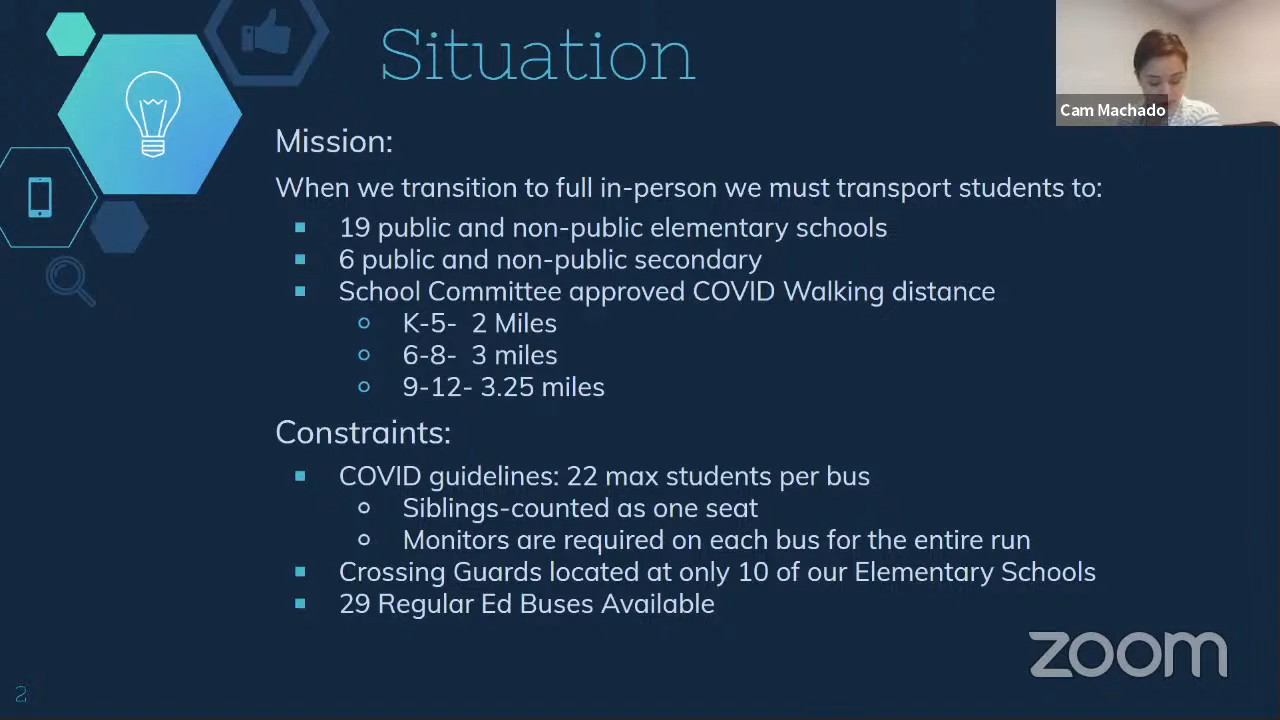 Situation
Cam Machado
Mission:
When we transition to full in-person we must transport students to:
19 public and non-public elementary schools
6 public and non-public secondary
School Committee approved COVID Walking distance
K-5- 2 Miles
6-8- 3 miles
9-12- 3.25 miles
Constraints:
COVID guidelines: 22 max students per bus
Siblings-counted as one seat
Monitors are required on each bus for the entire run
Crossing Guards located at only 10 of our Elementary Schools
29 Regular Ed Buses Available
zoom
2